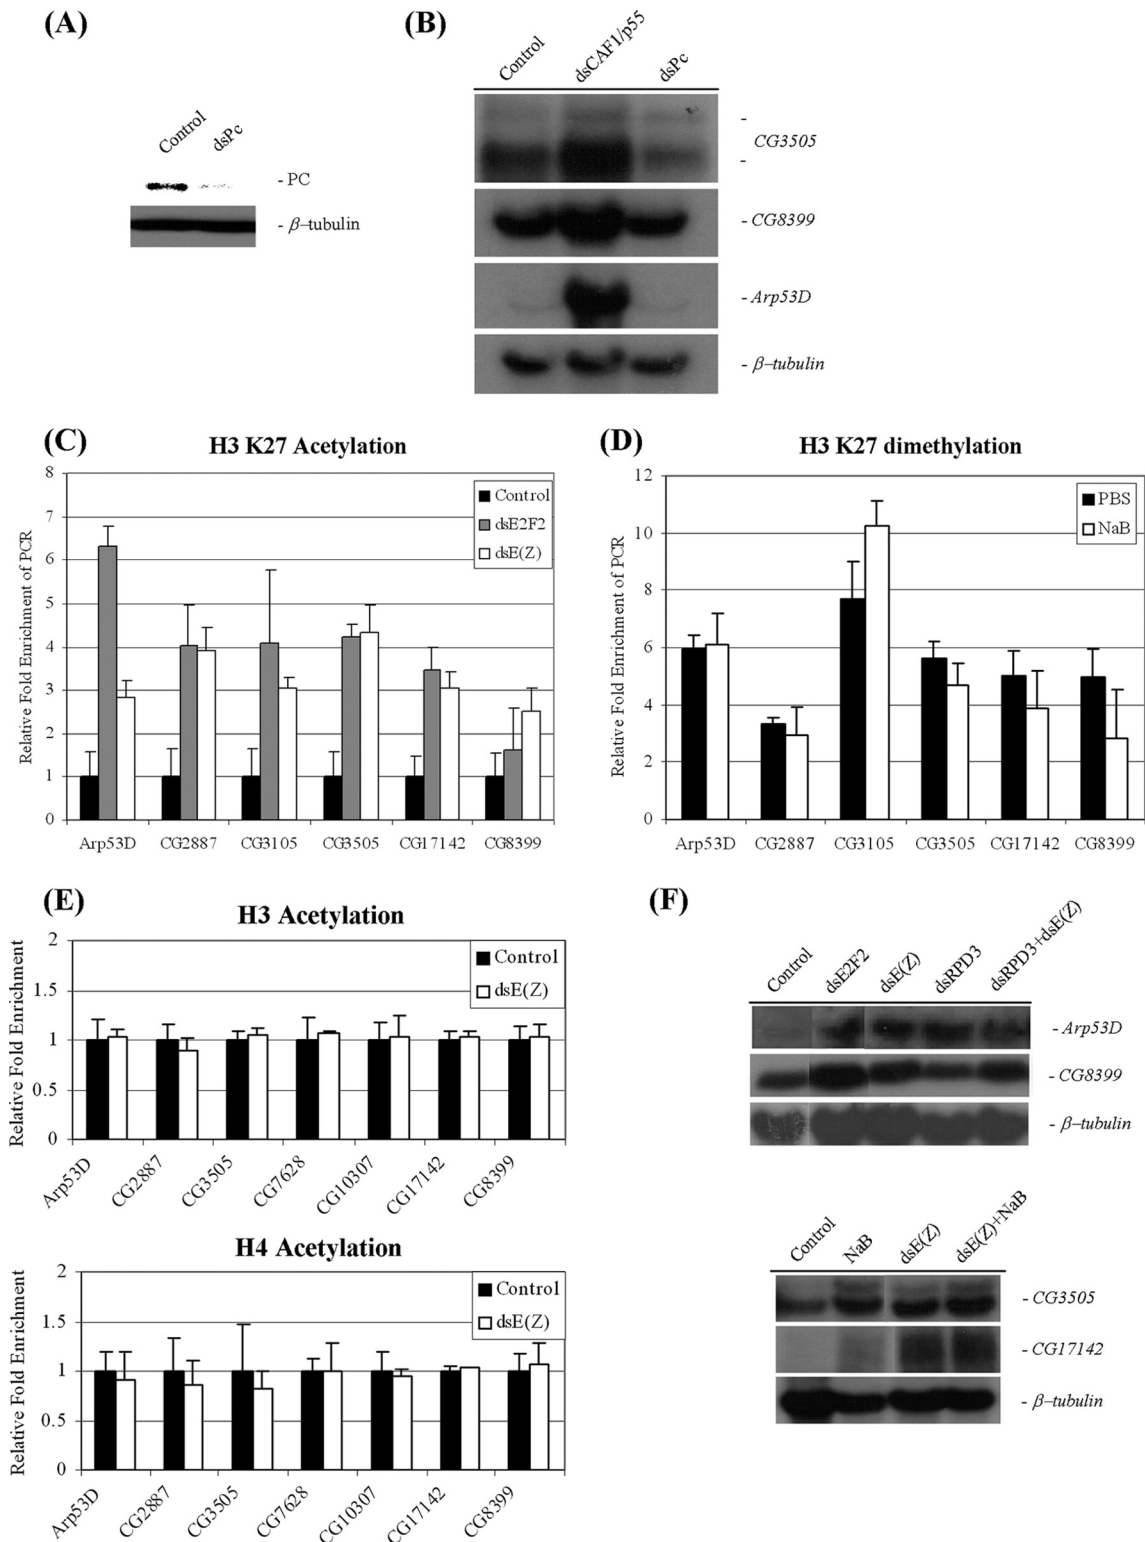 (A)
Control
dsPc
- PC
- β–tubulin
(B)
Control
dsCAF1/p55
dsPc
-
CG3505
-
- CG8399
- Arp53D
- β–tubulin
(C)
H3 K27 Acetylation
Relative Fold Enrichment of PCR
8
7
6
5
4
3
2
1
0
Control
dsE2F2
dsE(Z)
Arp53D CG2887 CG3105 CG3505 CG17142 CG8399
(D)
H3 K27 dimethylation
Relative Fold Enrichment of PCR
12
10
8
6
4
2
0
PBS
NaB
Arp53D CG2887 CG3105 CG3505 CG17142 CG8399
(E)
H3 Acetylation
Relative Fold Enrichment
2
1.5
1
0.5
0
Control
dsE(Z)
Arp53D CG2887 CG3505 CG7628 CG10307 CG17142 CG8399
H4 Acetylation
Relative Fold Enrichment
2
1.5
1
0.5
0
Control
dsE(Z)
Arp53D CG2887 CG3505 CG7628 CG10307 CG17142 CG8399
(F)
Control
dsE2F2
dsE(Z)
dsRPD3
dsRPD3+dsE(Z)
- Arp53D
- CG8399
- β–tubulin
Control
NaB
dsE(Z)
dsE(Z)+NaB
- CG3505
- CG17142
- β–tubulin